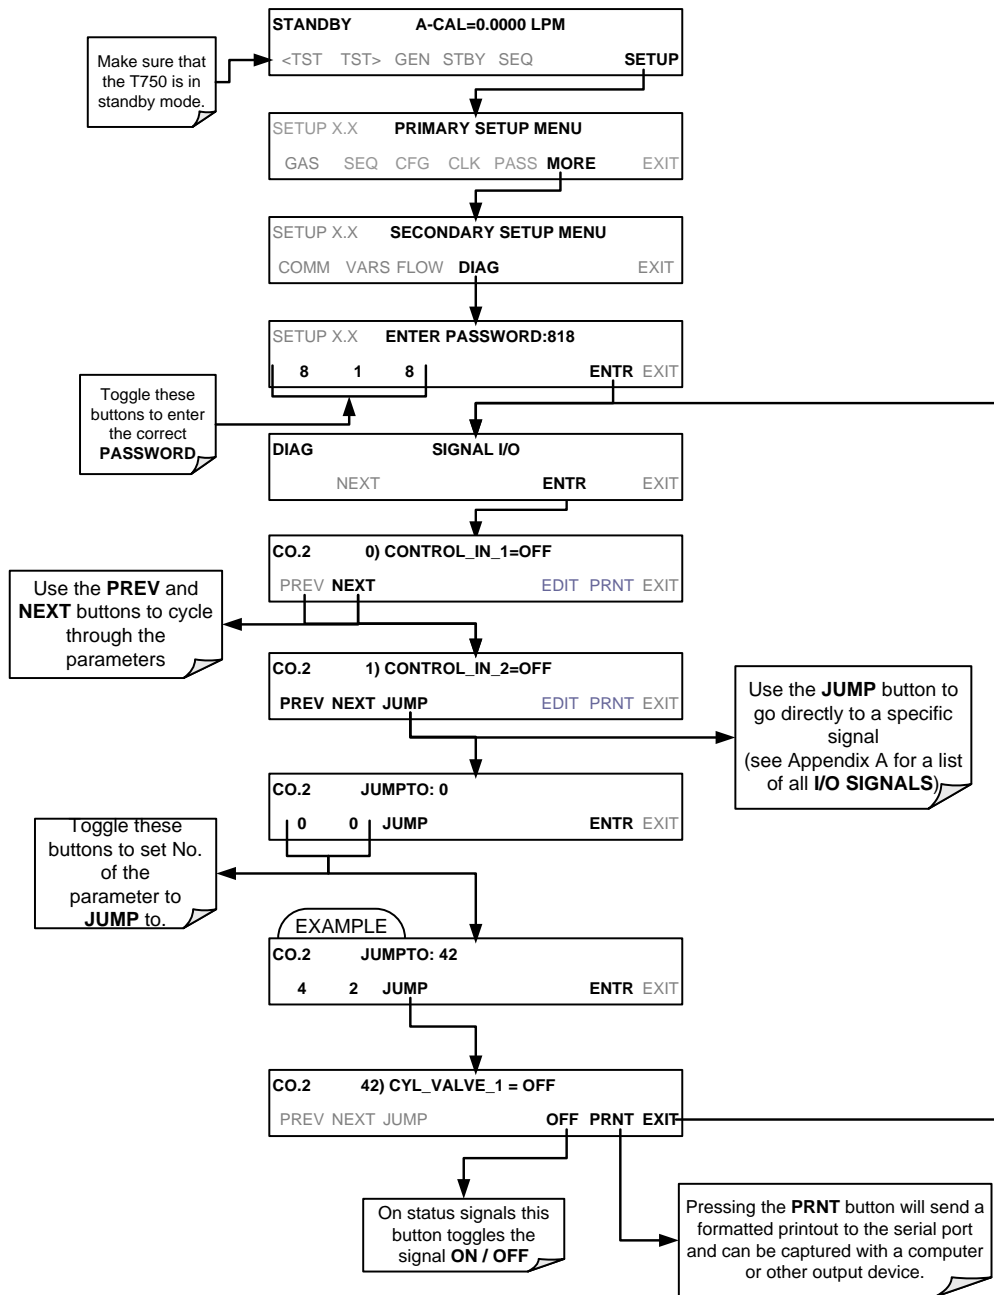 STANDBY A-CAL=0.0000 LPM
<TST TST> GEN STBY SEQ SETUP
Make sure that
the T750 is in
standby mode.
SETUP X.X PRIMARY SETUP MENU
GAS SEQ CFG CLK PASS MORE EXIT
SETUP X.X SECONDARY SETUP MENU
COMM VARS FLOW DIAG EXIT
SETUP X.X ENTER PASSWORD:818
8 1 8 ENTR EXIT
Toggle these
buttons to enter
the correct
PASSWORD
DIAG SIGNAL I/O
NEXT ENTR EXIT
CO.2 0) CONTROL_IN_1=OFF
PREV NEXT EDIT PRNT EXIT
Use the PREV and
NEXT buttons to cycle
through the
parameters
CO.2 1) CONTROL_IN_2=OFF
PREV NEXT JUMP EDIT PRNT EXIT
Use the JUMP button to
go directly to a specific
signal
(see Appendix A for a list
of all I/O SIGNALS)
CO.2 JUMPTO: 0
0 0 JUMP ENTR EXIT
Toggle these
buttons to set No.
of the
parameter to
JUMP to.
EXAMPLE
CO.2 JUMPTO: 42
4 2 JUMP ENTR EXIT
CO.2 42) CYL_VALVE_1 = OFF
PREV NEXT JUMP OFF PRNT EXIT
On status signals this
button toggles the
signal ON / OFF
Pressing the PRNT button will send a
formatted printout to the serial port
and can be captured with a computer
or other output device.